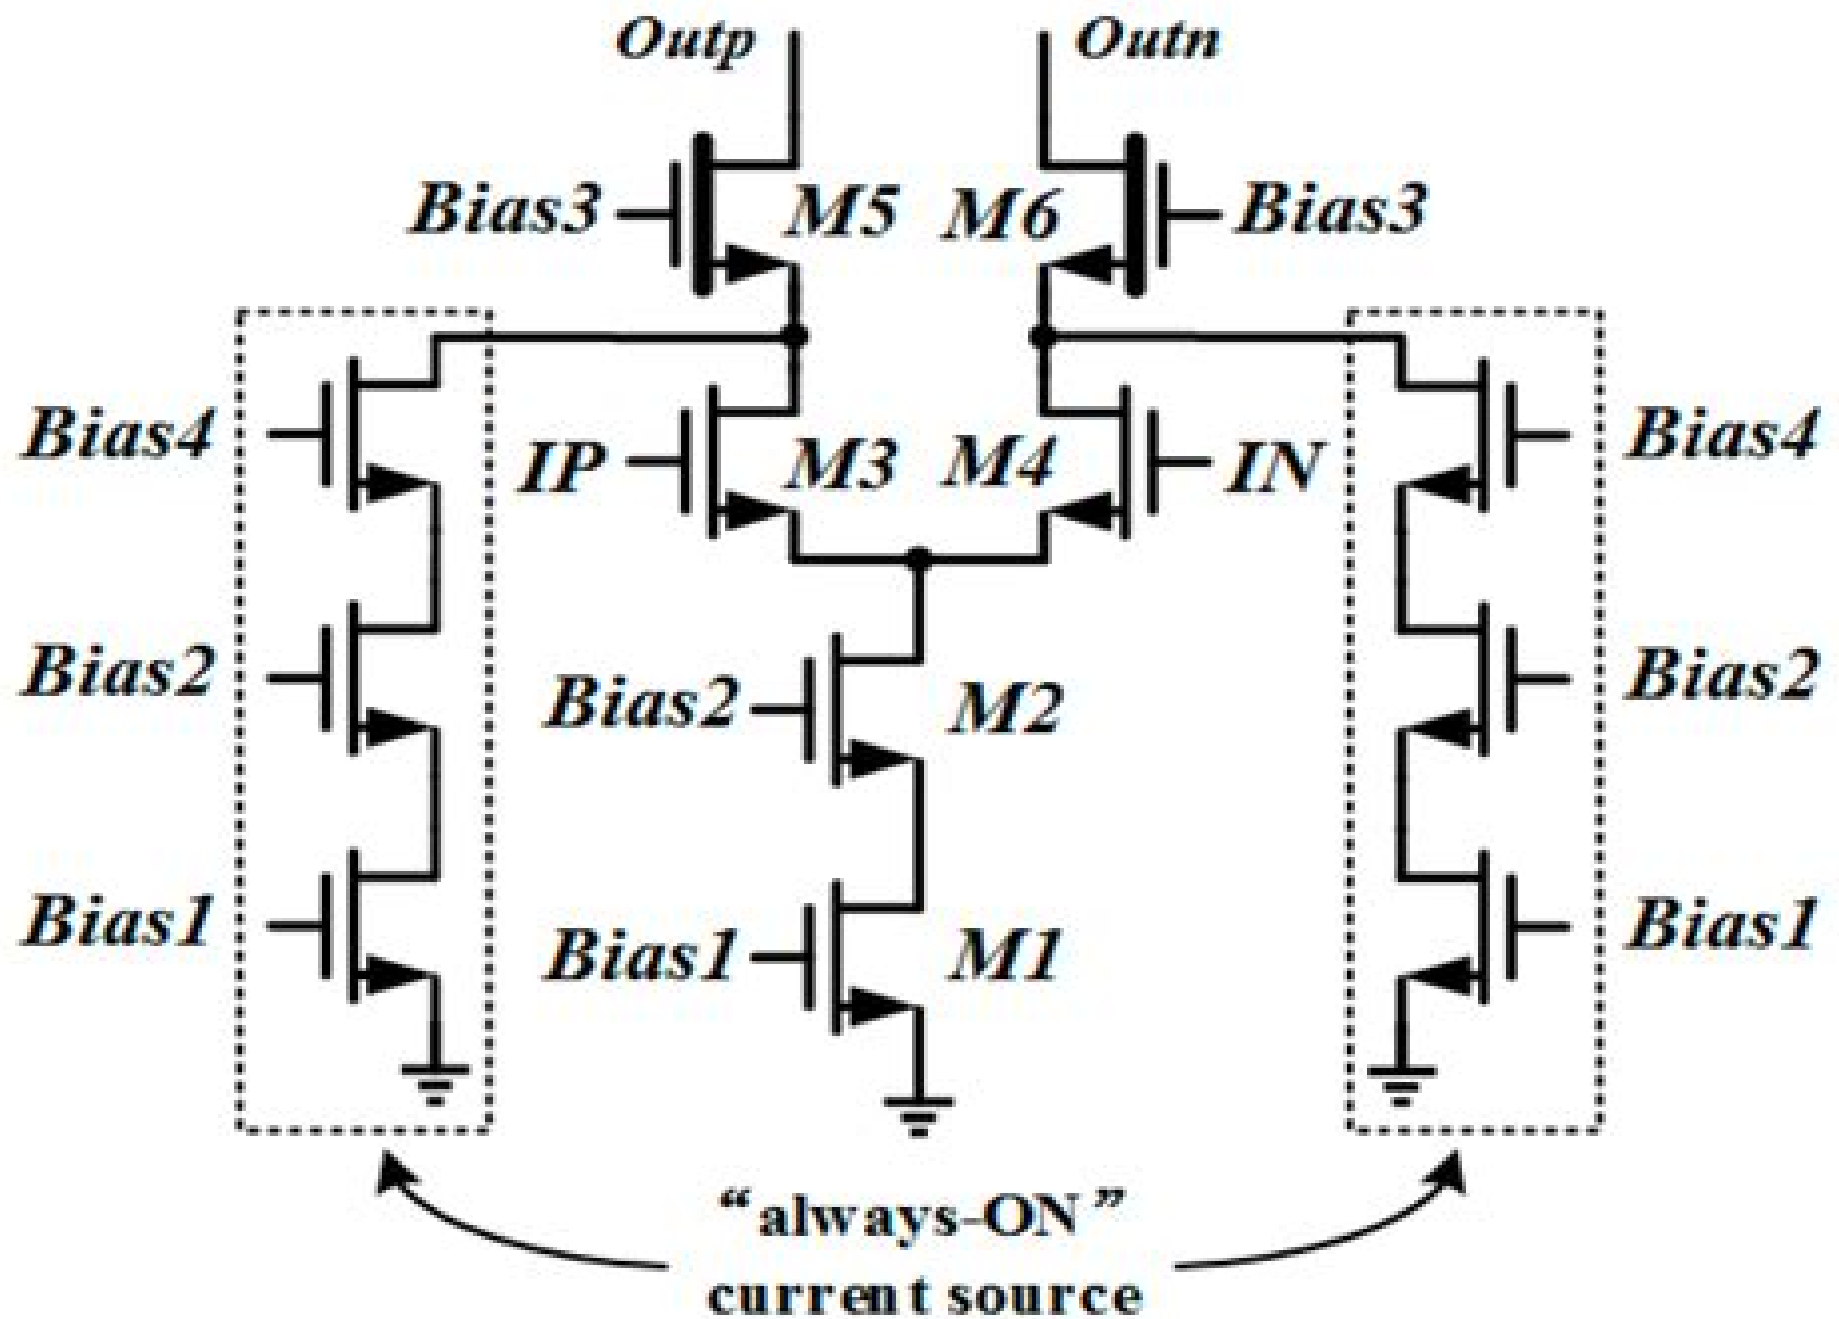 Outp Outn
Bias3 M5 M6 Bias3
Bias4 IP M3 M4 IN Bias4
Bias2 Bias2 M2 Bias2
Bias1 Bias1 M1 Bias1
“always-ON”
current source